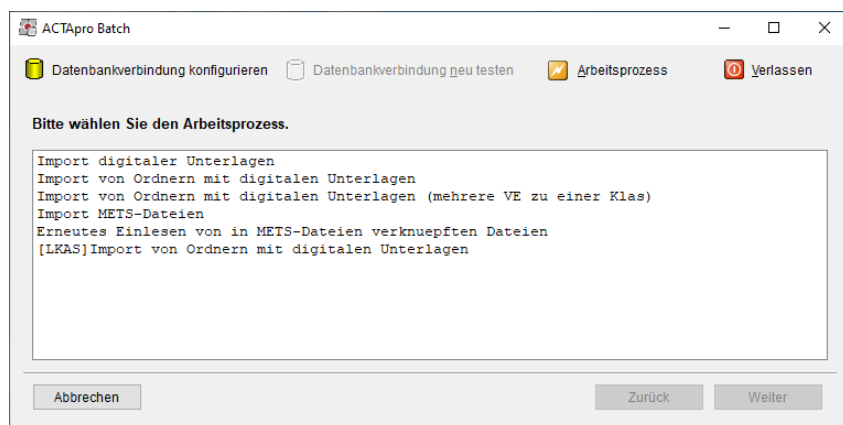 ACTApro Batch
Datenbankverbindung konfigurieren Datenbankverbindung neu testen Arbeitsprozess Verlassen
Bitte wählen Sie den Arbeitsprozess.
Import digitaler Unterlagen
Import von Ordnern mit digitalen Unterlagen
Import von Ordnern mit digitalen Unterlagen (mehrere VE zu einer Klas)
Import METS-Dateien
Erneutes Einlesen von in METS-Dateien verknuepften Dateien
[LKAS]Import von Ordnern mit digitalen Unterlagen
Abbrechen Zurück Weiter